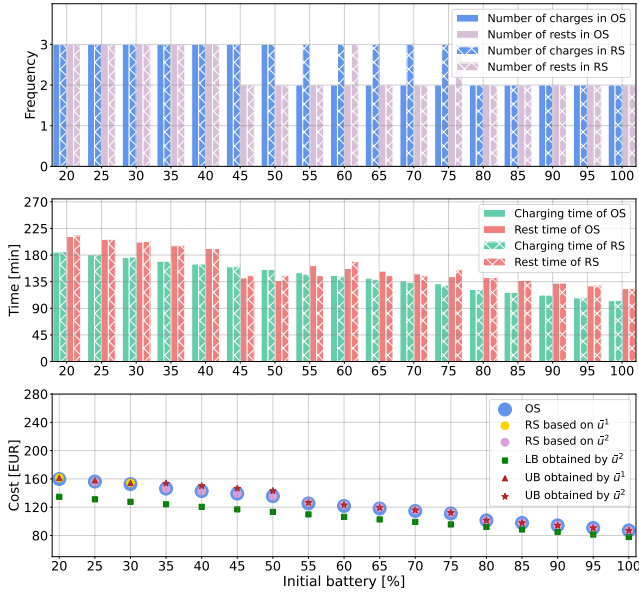 Number of charges in OS
Number of rests in OS
Number of charges in RS
Number of rests in RS
Frequency
3
2
1
0
20 25 30 35 40 45 50 55 60 65 70 75 80 85 90 95 100
Charging time of OS
Rest time of OS
Charging time of RS
Rest time of RS
Time [min]
270
225
180
135
90
45
0
20 25 30 35 40 45 50 55 60 65 70 75 80 85 90 95 100
OS
RS based on ū¹
RS based on ū²
LB obtained by ū²
UB obtained by ū¹
UB obtained by ū²
Cost [EUR]
280
240
200
160
120
80
20 25 30 35 40 45 50 55 60 65 70 75 80 85 90 95 100
Initial battery [%]